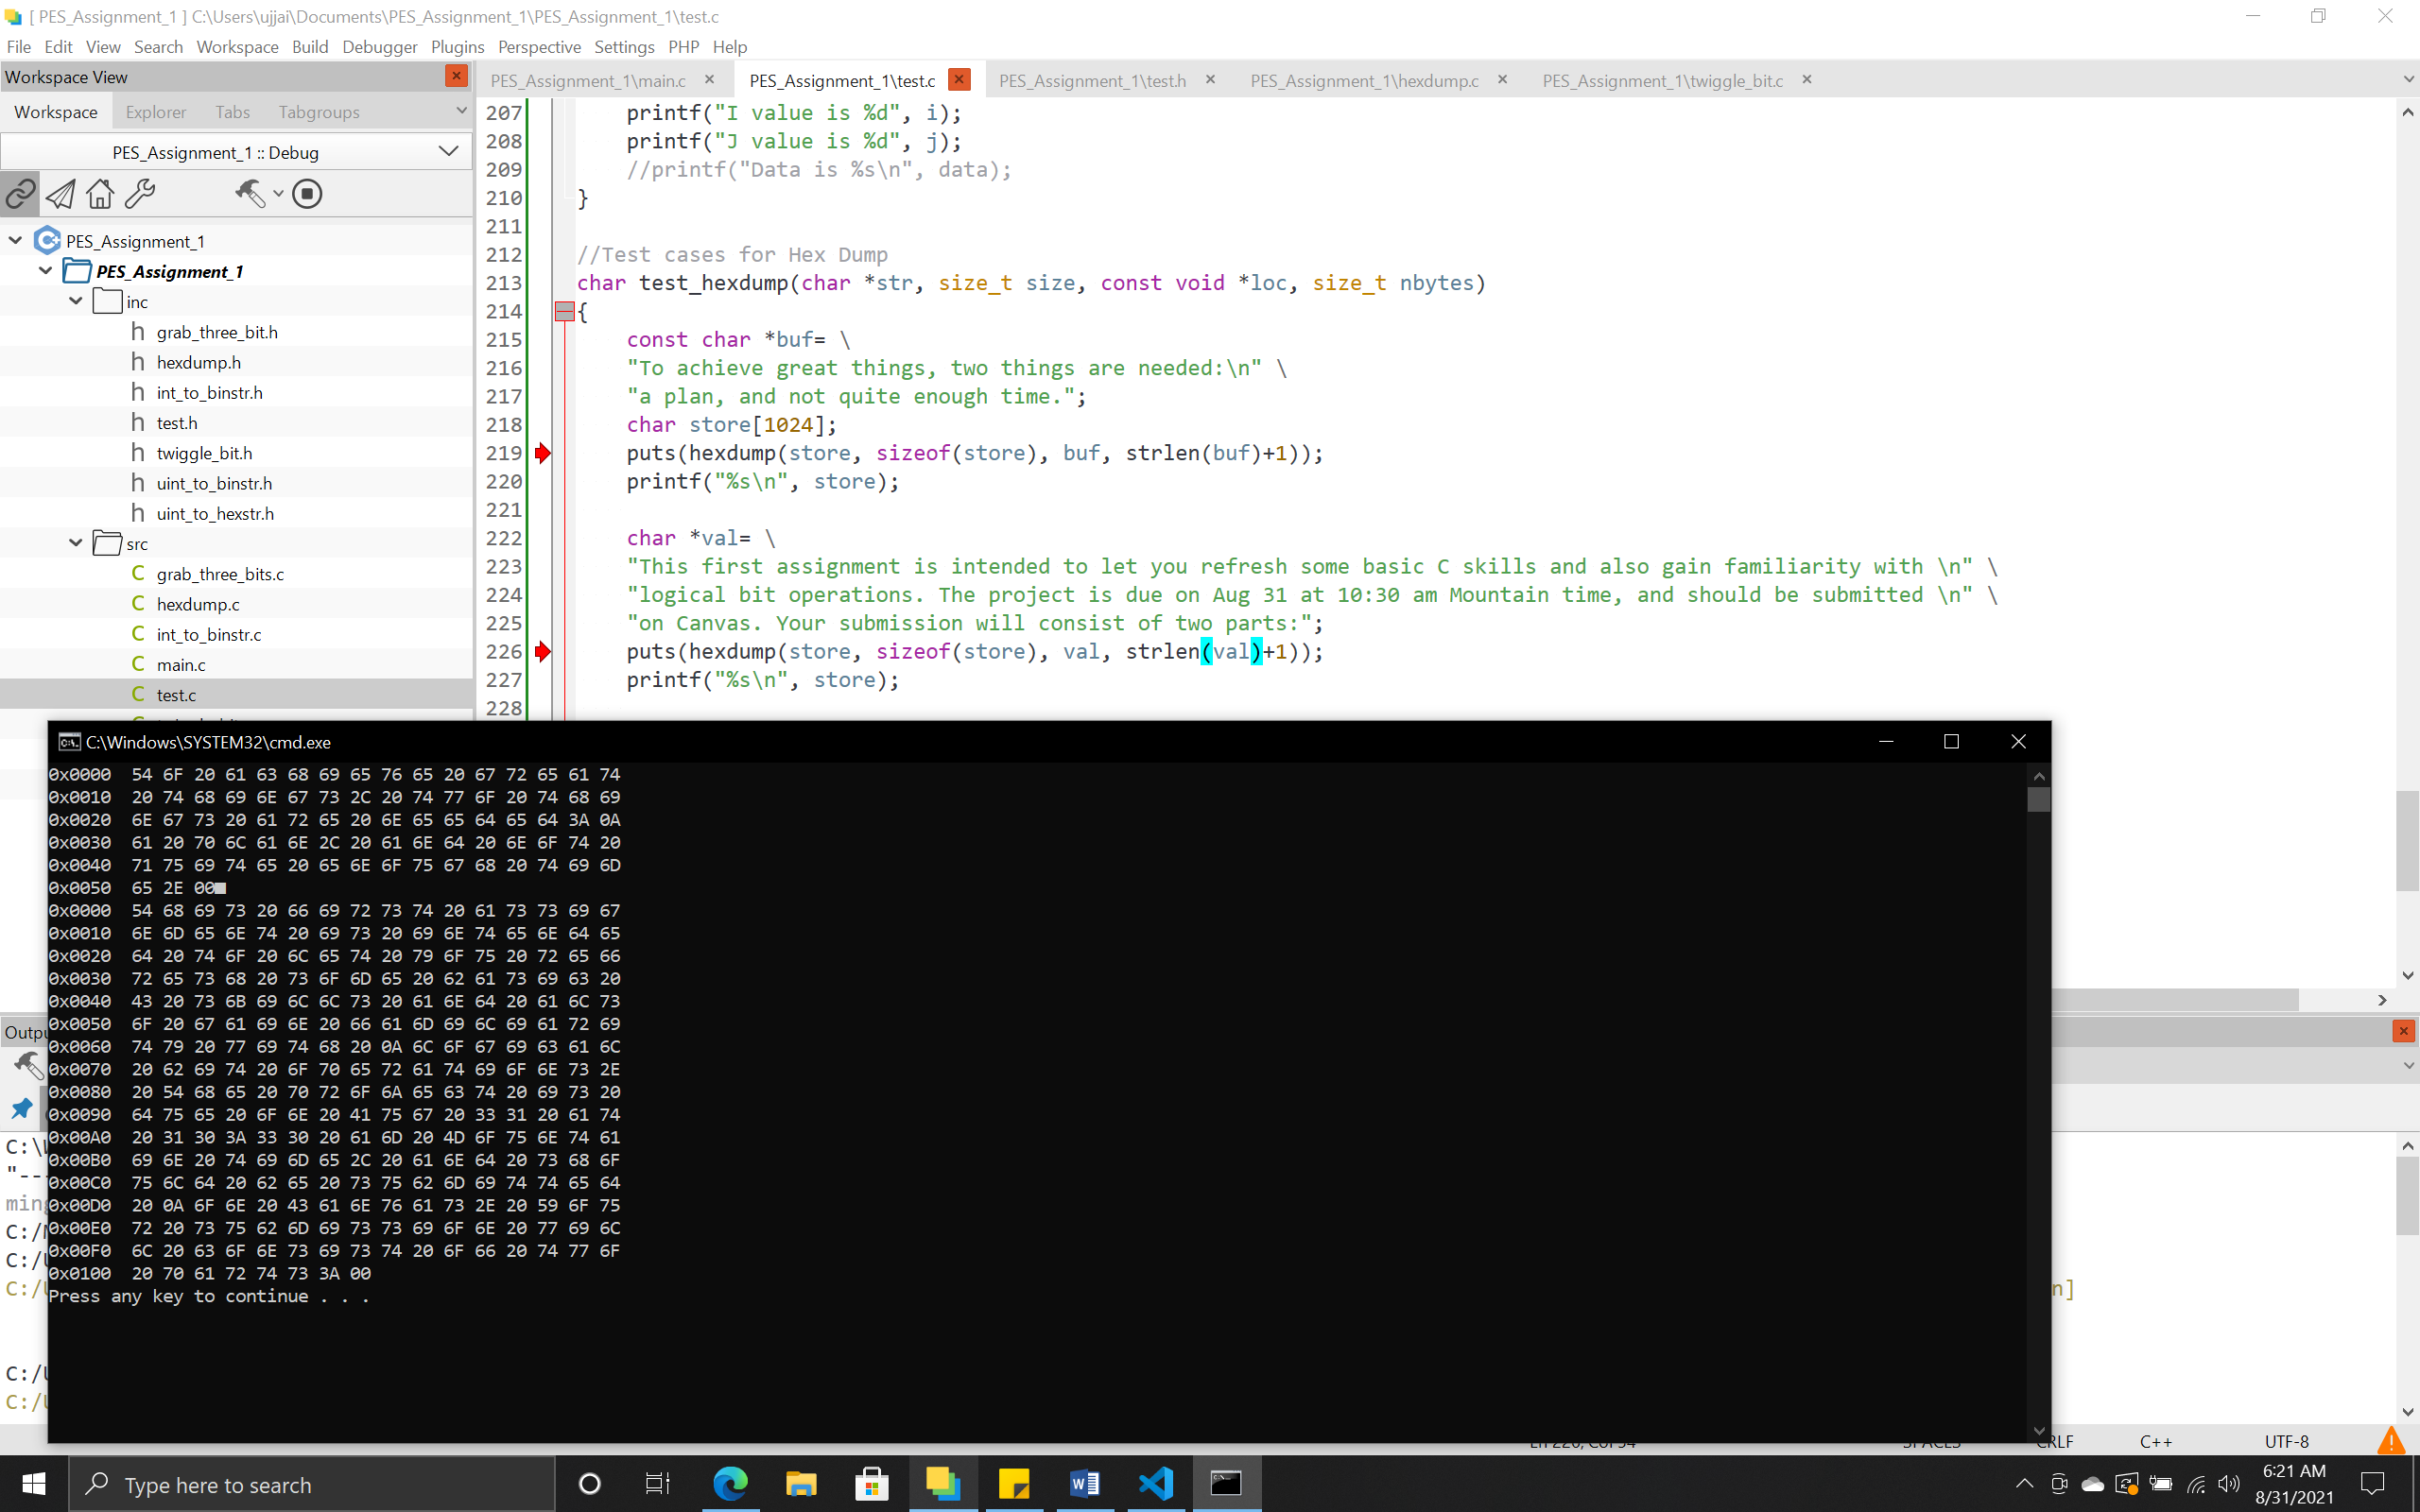 [ PES_Assignment_1 ] C:\Users\ujjai\Documents\PES_Assignment_1\PES_Assignment_1\test.c
File Edit View Search Workspace Build Debugger Plugins Perspective Settings PHP Help
Workspace View
PES_Assignment_1\main.c PES_Assignment_1\test.c PES_Assignment_1\test.h PES_Assignment_1\hexdump.c PES_Assignment_1\twiggle_bit.c
Workspace Explorer Tabs Tabgroups
PES_Assignment_1 :: Debug
PES_Assignment_1
PES_Assignment_1
inc
h grab_three_bit.h
h hexdump.h
h int_to_binstr.h
h test.h
h twiggle_bit.h
h uint_to_binstr.h
h uint_to_hexstr.h
src
C grab_three_bits.c
C hexdump.c
C int_to_binstr.c
C main.c
C test.c
207 printf("I value is %d", i);
208 printf("J value is %d", j);
209 //printf("Data is %s\n", data);
210 }
211
212 //Test cases for Hex Dump
213 char test_hexdump(char *str, size_t size, const void *loc, size_t nbytes)
214 {
215 const char *buf= \
216 "To achieve great things, two things are needed:\n" \
217 "a plan, and not quite enough time.";
218 char store[1024];
219 puts(hexdump(store, sizeof(store), buf, strlen(buf)+1));
220 printf("%s\n", store);
221
222 char *val= \
223 "This first assignment is intended to let you refresh some basic C skills and also gain familiarity with \n" \
224 "logical bit operations. The project is due on Aug 31 at 10:30 am Mountain time, and should be submitted \n" \
225 "on Canvas. Your submission will consist of two parts:";
226 puts(hexdump(store, sizeof(store), val, strlen(val)+1));
227 printf("%s\n", store);
228
C:\Windows\SYSTEM32\cmd.exe
0x0000 54 6F 20 61 63 68 69 65 76 65 20 67 72 65 61 74
0x0010 20 74 68 69 6E 67 73 2C 20 74 77 6F 20 74 68 69
0x0020 6E 67 73 20 61 72 65 20 6E 65 65 64 65 64 3A 0A
0x0030 61 20 70 6C 61 6E 2C 20 61 6E 64 20 6E 6F 74 20
0x0040 71 75 69 74 65 20 65 6E 6F 75 67 68 20 74 69 6D
0x0050 65 2E 00■
0x0000 54 68 69 73 20 66 69 72 73 74 20 61 73 73 69 67
0x0010 6E 6D 65 6E 74 20 69 73 20 69 6E 74 65 6E 64 65
0x0020 64 20 74 6F 20 6C 65 74 20 79 6F 75 20 72 65 66
0x0030 72 65 73 68 20 73 6F 6D 65 20 62 61 73 69 63 20
0x0040 43 20 73 6B 69 6C 6C 73 20 61 6E 64 20 61 6C 73
0x0050 6F 20 67 61 69 6E 20 66 61 6D 69 6C 69 61 72 69
0x0060 74 79 20 77 69 74 68 20 0A 6C 6F 67 69 63 61 6C
0x0070 20 62 69 74 20 6F 70 65 72 61 74 69 6F 6E 73 2E
0x0080 20 54 68 65 20 70 72 6F 6A 65 63 74 20 69 73 20
0x0090 64 75 65 20 6F 6E 20 41 75 67 20 33 31 20 61 74
0x00A0 20 31 30 3A 33 30 20 61 6D 20 4D 6F 75 6E 74 61
0x00B0 69 6E 20 74 69 6D 65 2C 20 61 6E 64 20 73 68 6F
0x00C0 75 6C 64 20 62 65 20 73 75 62 6D 69 74 74 65 64
0x00D0 20 0A 6F 6E 20 43 61 6E 76 61 73 2E 20 59 6F 75
0x00E0 72 20 73 75 62 6D 69 73 73 69 6F 6E 20 77 69 6C
0x00F0 6C 20 63 6F 6E 73 69 73 74 20 6F 66 20 74 77 6F
0x0100 20 70 61 72 74 73 3A 00
Press any key to continue . . .
Outpu
C:\
"--
ming
C:/
C:/
C:/
n]
C:/
C:/
C++ UTF-8
Type here to search
6:21 AM
8/31/2021